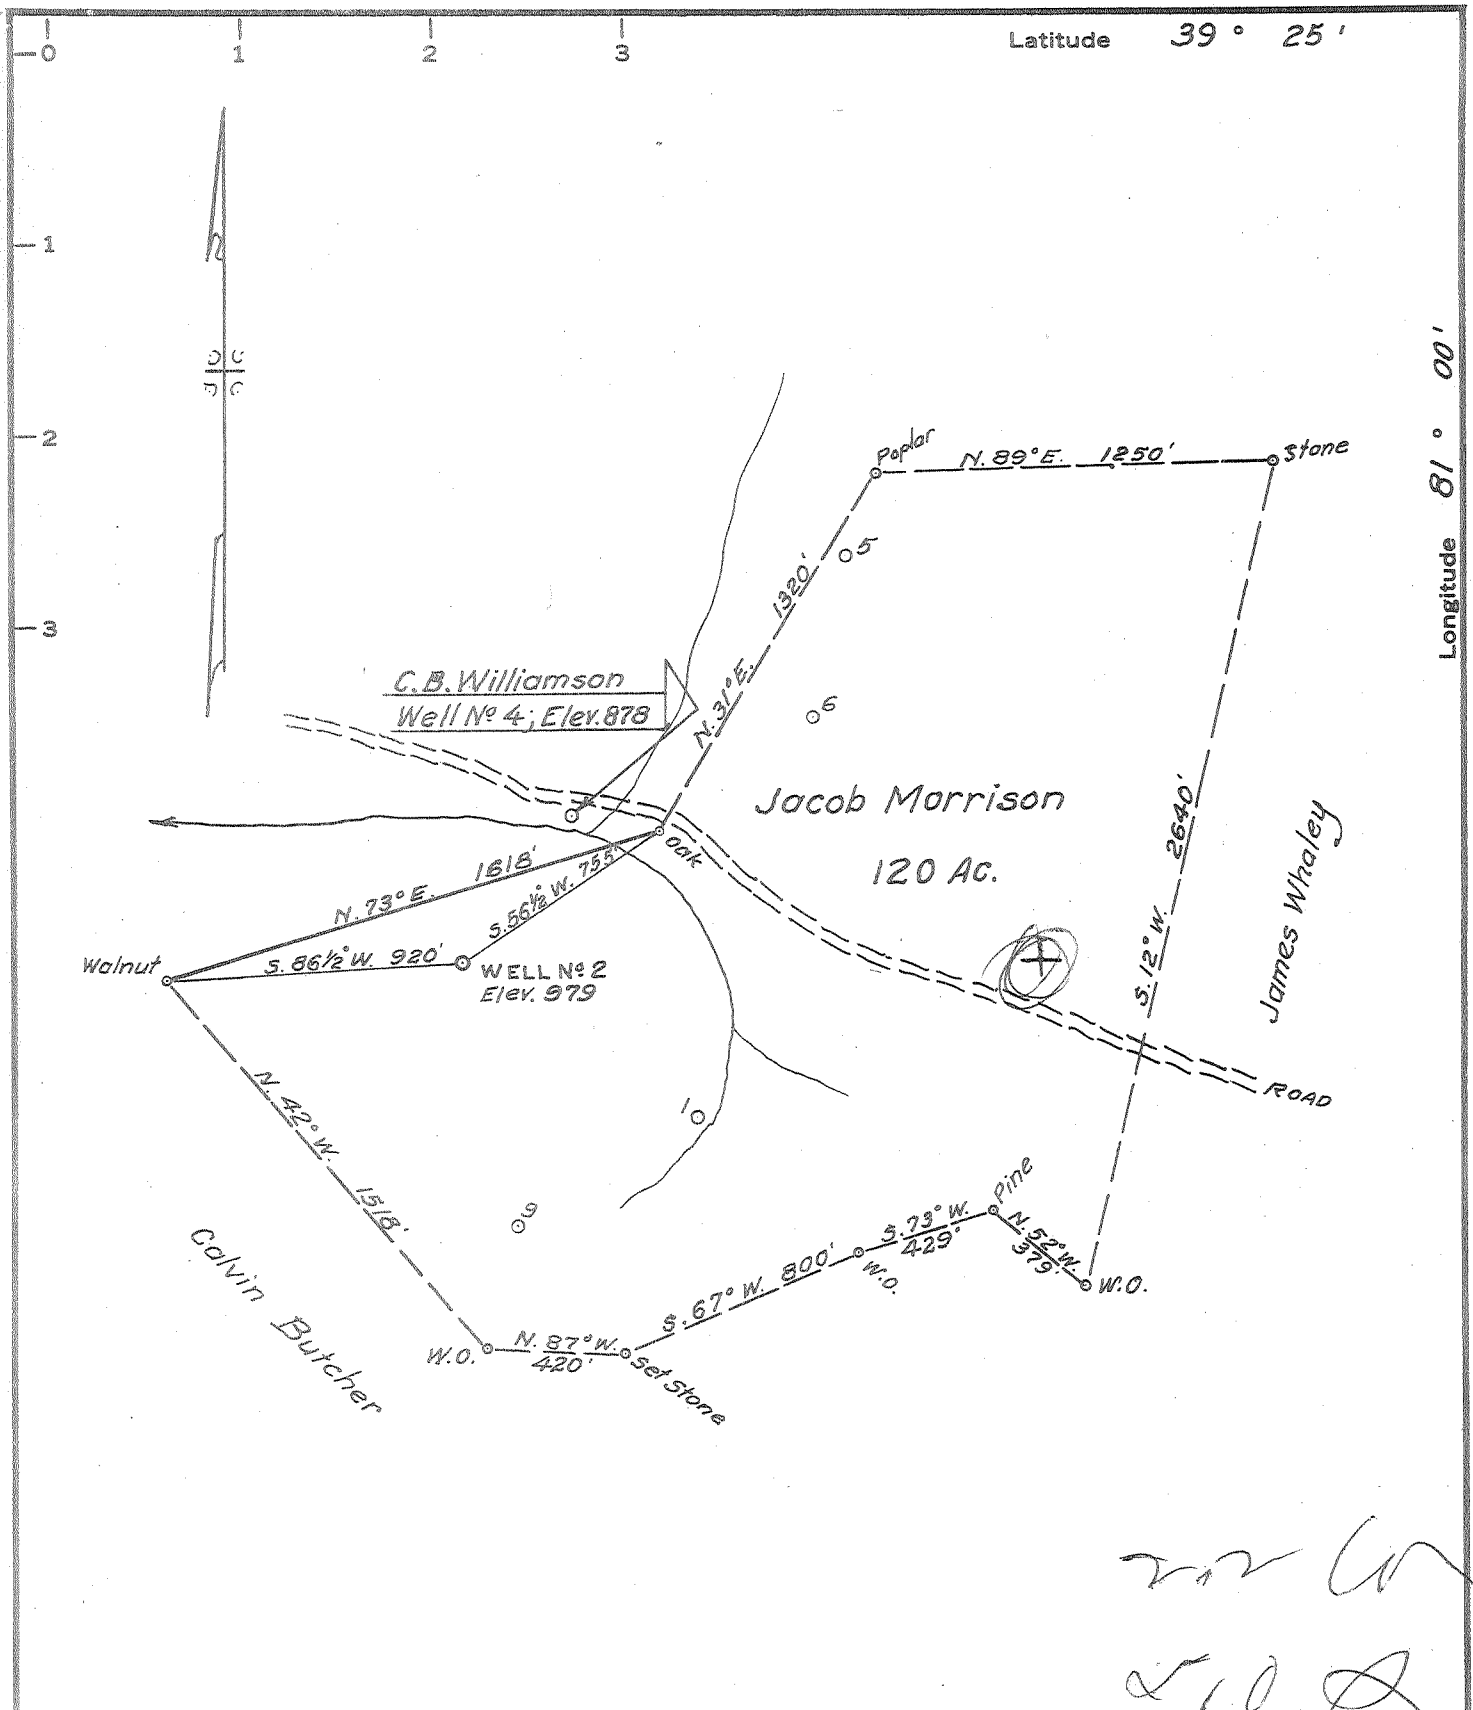 0
1
2
3
Latitude 39° 25'
1
2
3
Longitude 81° 00'
Poplar
N. 89° E. 1250'
Stone
5
1320'
N. 31° E.
6
C.B. Williamson
Well Nº 4; Elev. 878
Jacob Morrison
120 Ac.
oak
1618'
N. 73° E.
S. 56½° W. 755'
S. 86½° W. 920'
Walnut
WELL Nº 2
Elev. 979
S. 12° W. 2640'
James Whaley
ROAD
N. 42° W. 1518'
1
9
Pine
S. 73° W.
429'
N. 52° W.
379'
W.O.
W.O.
S. 67° W. 800'
Calvin Butcher
W.O.
N. 87° W.
420'
Set Stone